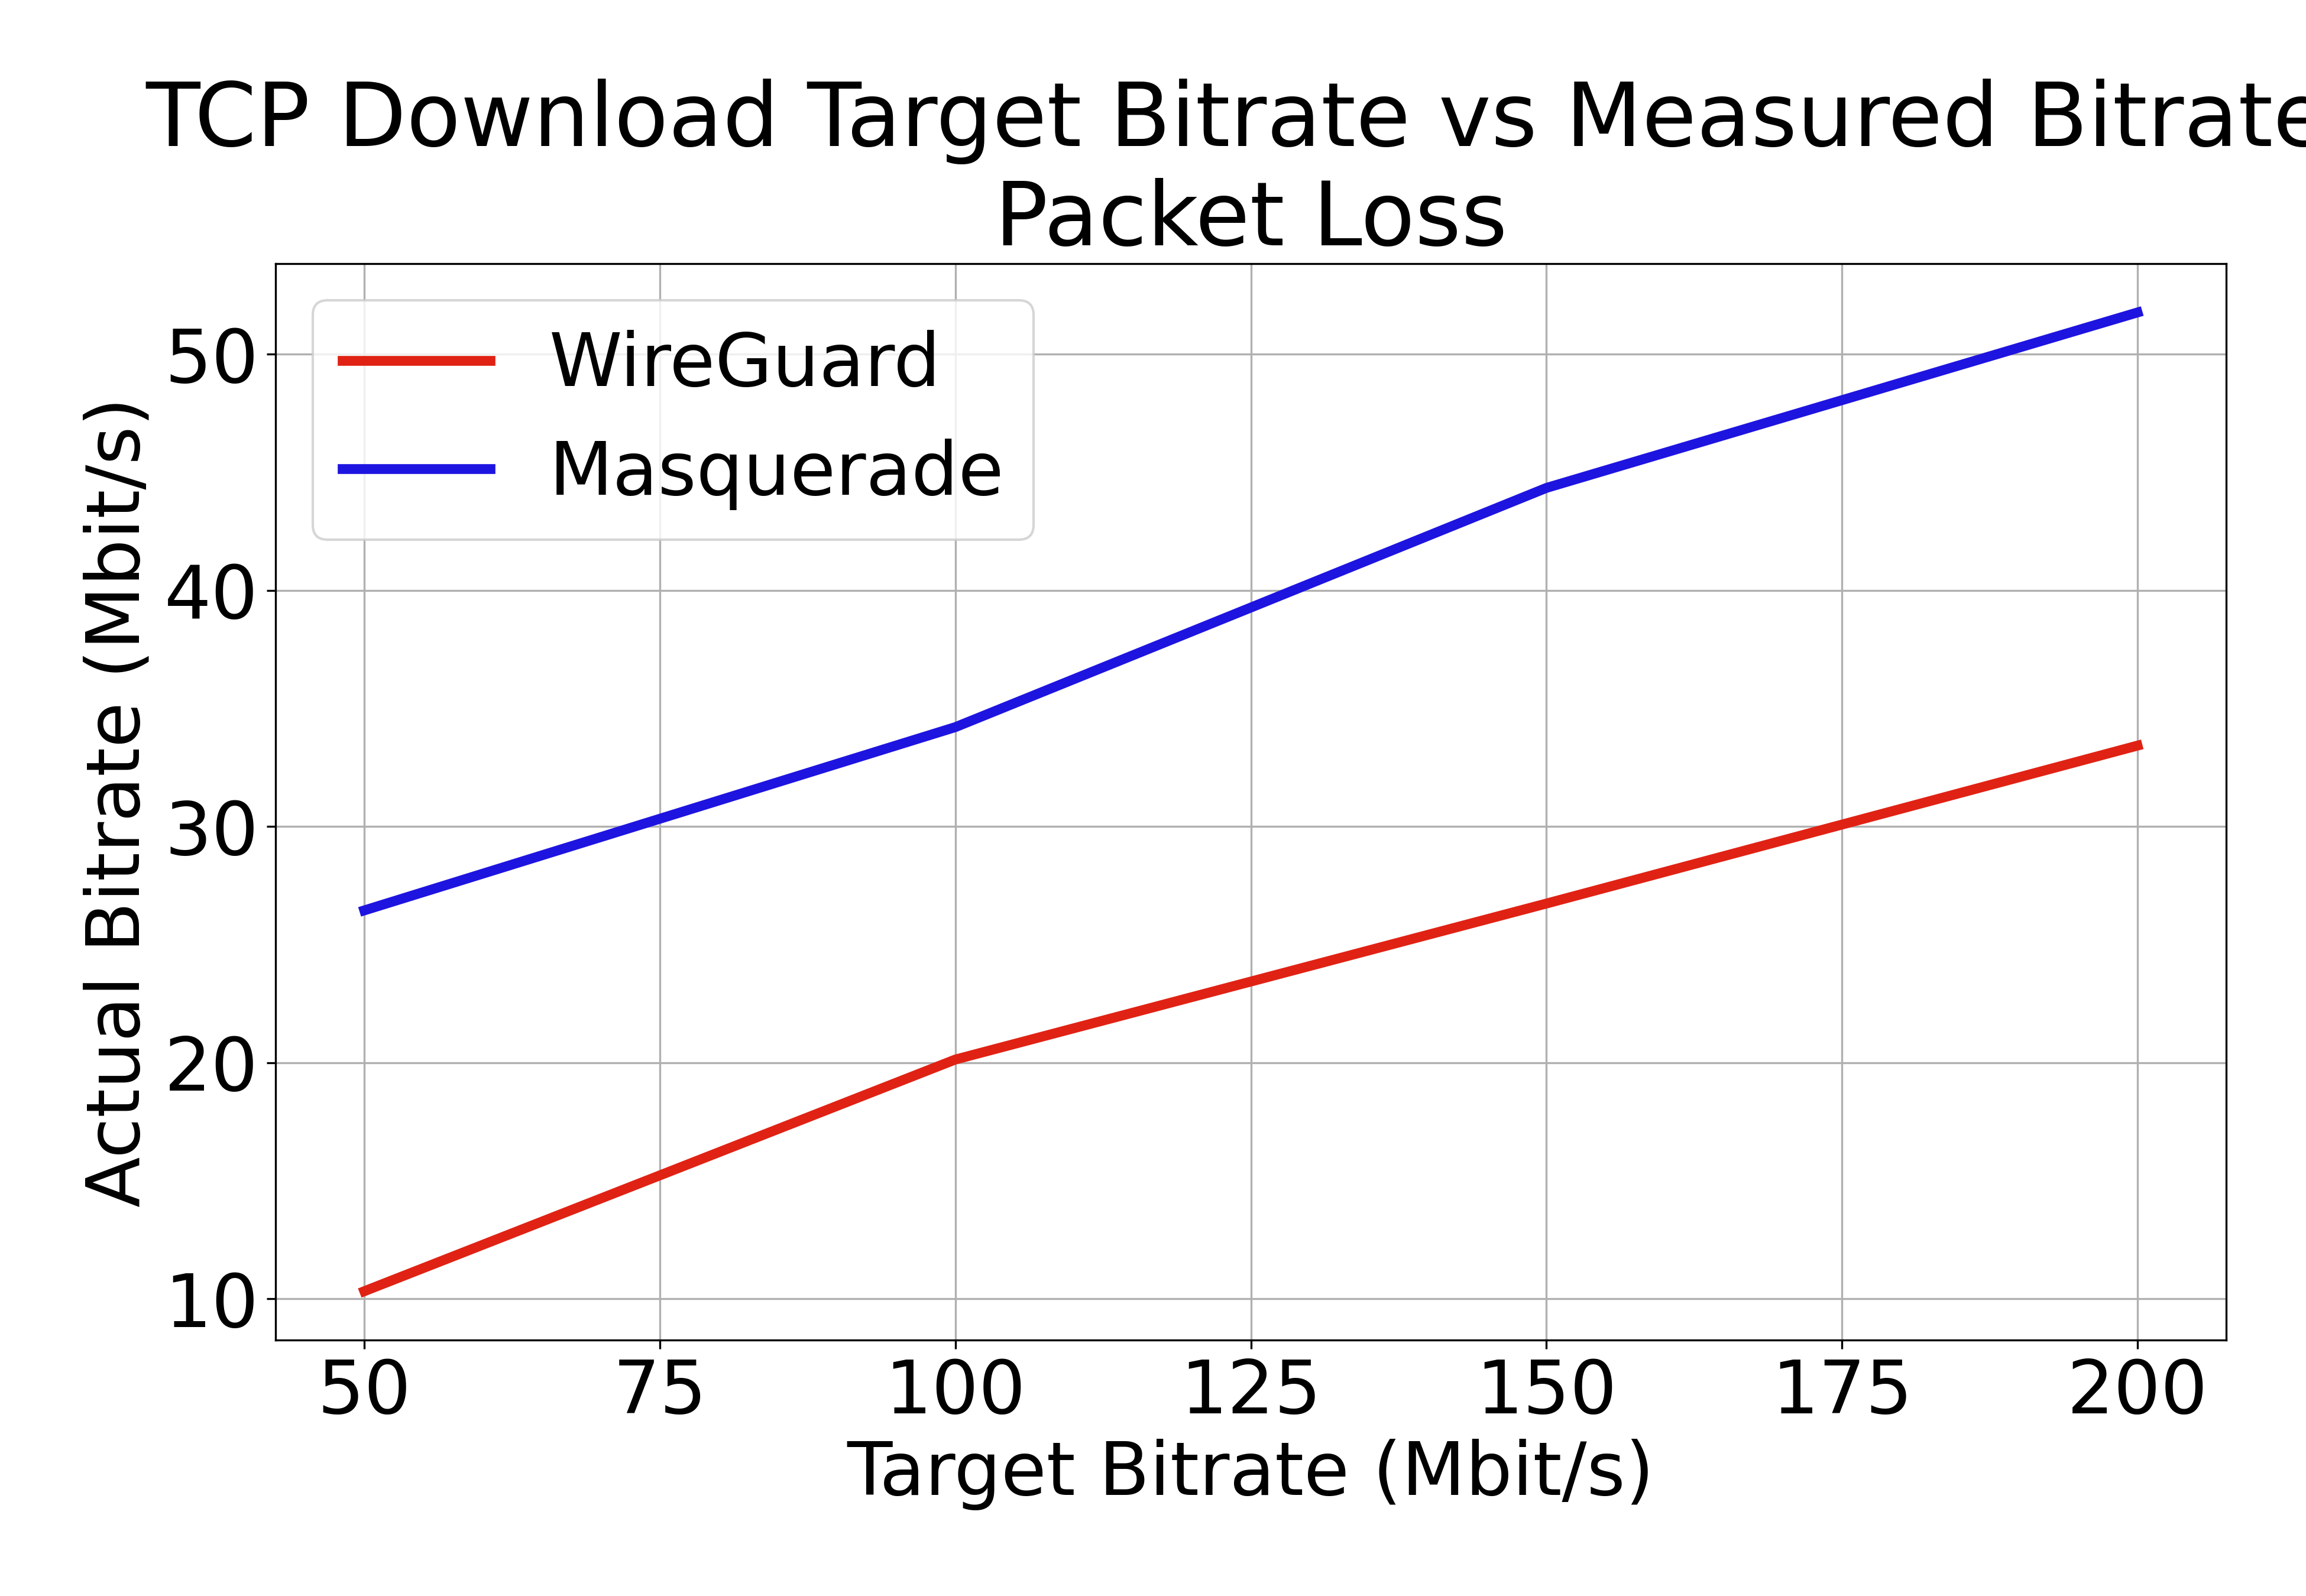 TCP Download Target Bitrate vs Measured Bitrate
Packet Loss
WireGuard
Masquerade
Actual Bitrate (Mbit/s)
50
40
30
20
10
50 75 100 125 150 175 200
Target Bitrate (Mbit/s)